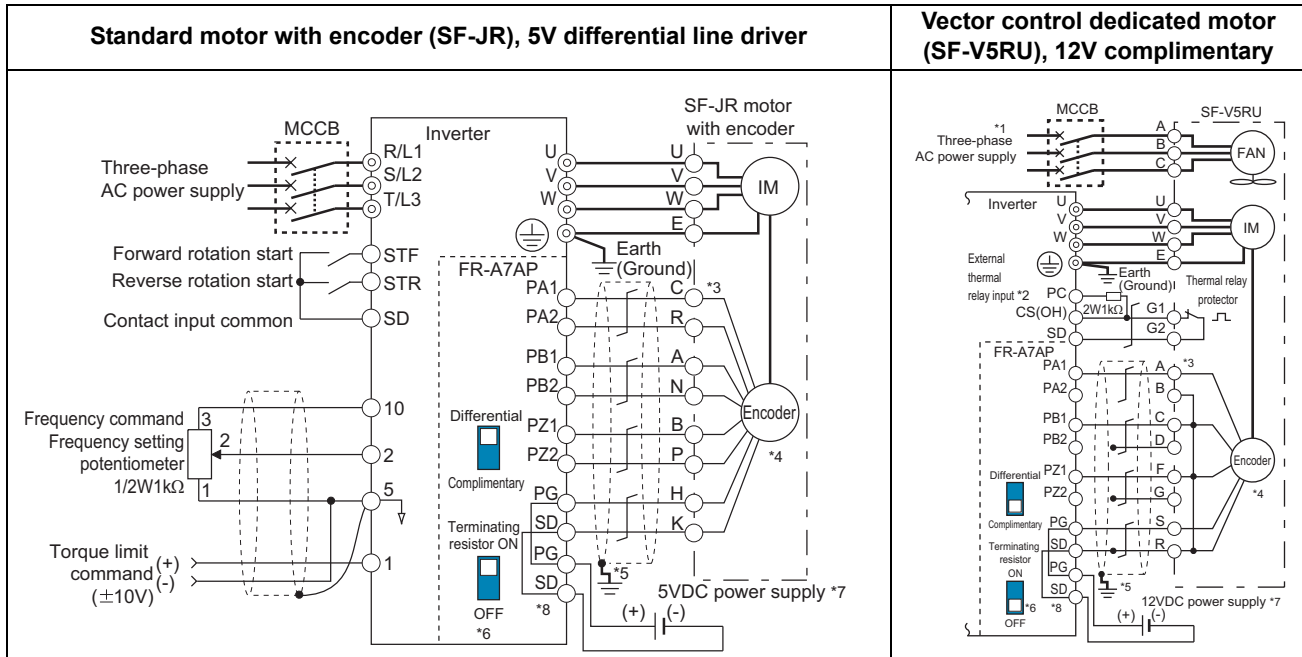 Standard motor with encoder (SF-JR), 5V differential line driver
Vector control dedicated motor
(SF-V5RU), 12V complimentary
MCCB
Inverter
SF-JR motor
with encoder
Three-phase
AC power supply
R/L1
S/L2
T/L3
U
V
W
U
V
W
E
IM
Forward rotation start
Reverse rotation start
Contact input common
STF
STR
SD
Earth
(Ground)
FR-A7AP
PA1
PA2
PB1
PB2
PZ1
PZ2
PG
SD
PG
SD
C
R
A
N
B
P
H
K
*3
Encoder
*4
Differential
Complimentary
Terminating
resistor ON
OFF
*6
*8
*5
5VDC power supply *7
(+)
(-)
Frequency command
Frequency setting
potentiometer
1/2W1kΩ
3
2
1
10
2
5
1
Torque limit
command
(±10V)
(+)
(-)
MCCB
SF-V5RU
*1
Three-phase
AC power supply
A
B
C
FAN
Inverter
U
V
W
U
V
W
E
IM
External
thermal
relay input *2
Earth
(Ground)
Thermal relay
protector
PC
CS(OH)
SD
2W1kΩ
G1
G2
FR-A7AP
PA1
PA2
PB1
PB2
PZ1
PZ2
PG
SD
PG
SD
A
B
C
D
F
G
S
R
*3
Encoder
*4
Differential
Complimentary
Terminating
resistor
ON
*6
OFF
*8
*5
12VDC power supply *7
(+)
(-)